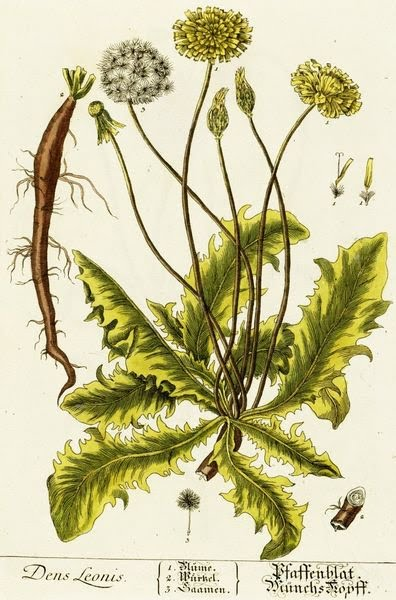 Dens Leonis.
1. Blume.
2. Würkel.
3. Saamen.
Pfaffenblat.
Münchs Kopff.